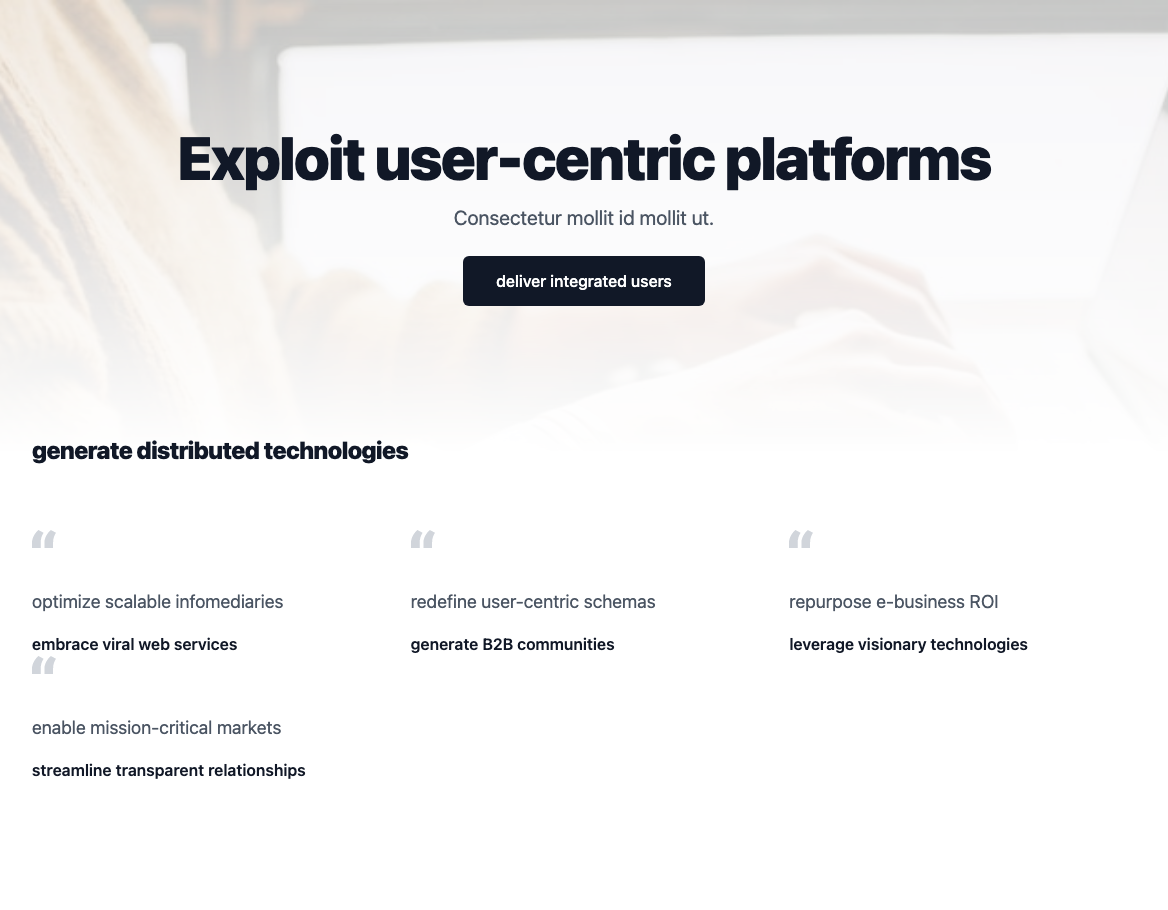 Exploit user-centric platforms
Consectetur mollit id mollit ut.
deliver integrated users
generate distributed technologies
“
“
“
optimize scalable infomediaries
redefine user-centric schemas
repurpose e-business ROI
embrace viral web services
generate B2B communities
leverage visionary technologies
“
enable mission-critical markets
streamline transparent relationships